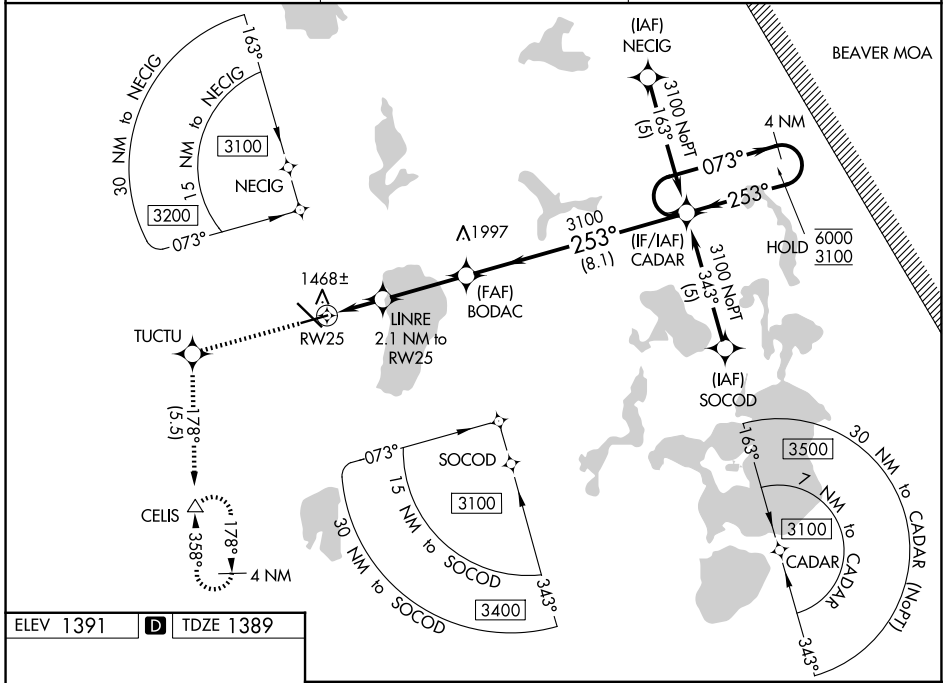 (IAF)
NECIG
BEAVER MOA
163°
30 NM to NECIG
15 NM to NECIG
3100
NECIG
3200
073°
3100 NoPT
163°
(5)
4 NM
073°
253°
HOLD 6000
3100
3100
253°
(8.1)
(IF/IAF)
CADAR
3100 NoPT
343°
(5)
(IAF)
SOCOD
1997
(FAF)
BODAC
1468±
LINRE
2.1 NM to
RW25
RW25
TUCTU
178°
(5.5)
CELIS
358°
178°
4 NM
073°
SOCOD
3100
15 NM to SOCOD
30 NM to SOCOD
3400
343°
163°
3500
30 NM to CADAR (NoPT)
7 NM to CADAR
3100
CADAR
343°
ELEV 1391 D TDZE 1389